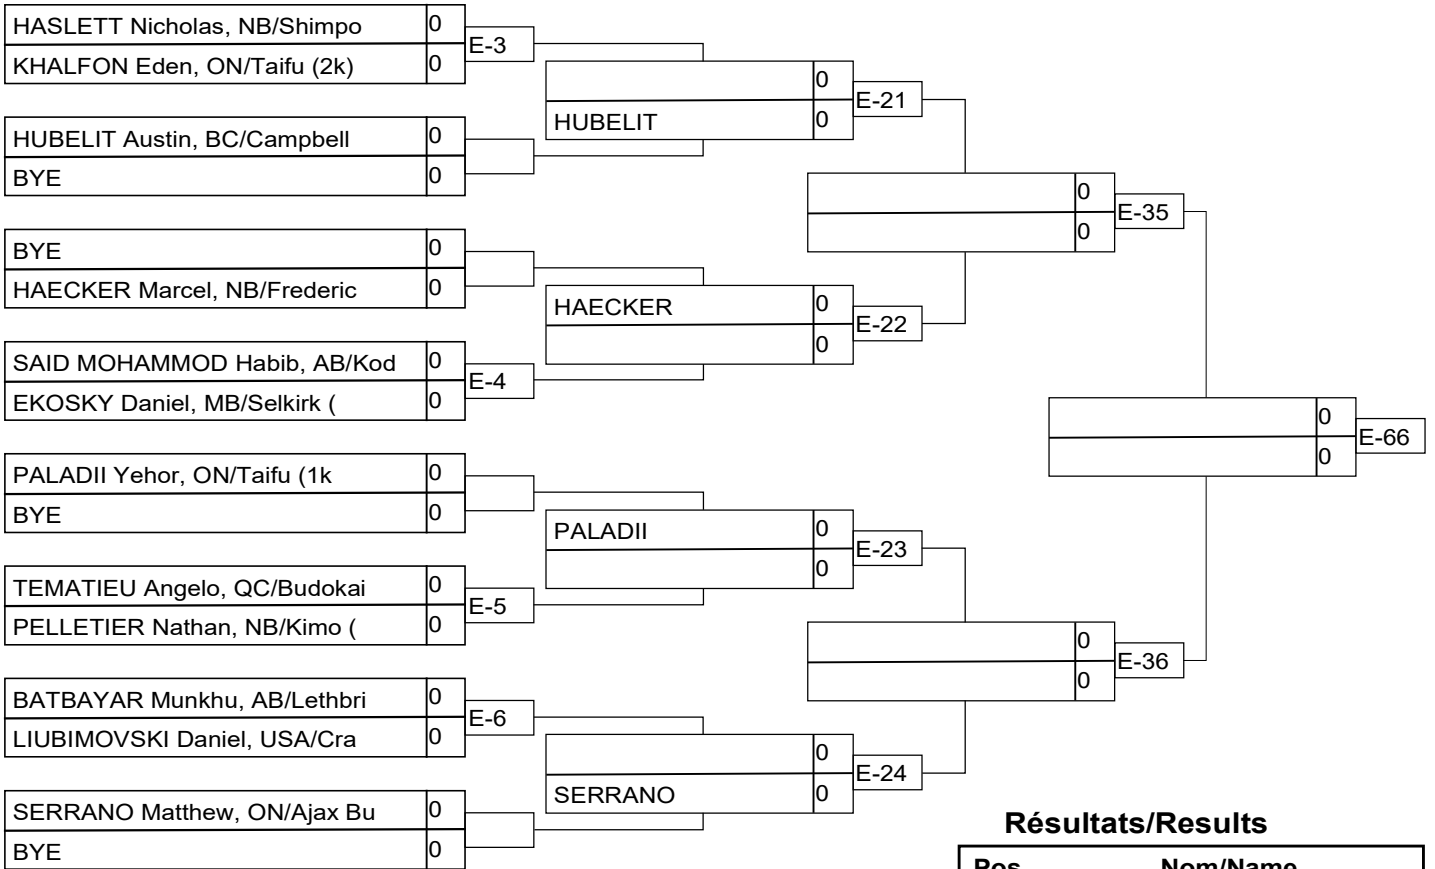 HASLETT Nicholas, NB/Shimpo 0
KHALFON Eden, ON/Taifu (2k) 0
E-3
HUBELIT Austin, BC/Campbell 0
BYE 0
0
HUBELIT 0
E-21
BYE 0
HAECKER Marcel, NB/Frederic 0
SAID MOHAMMOD Habib, AB/Kod 0
EKOSKY Daniel, MB/Selkirk ( 0
E-4
HAECKER 0
0
E-22
0
0
E-35
PALADII Yehor, ON/Taifu (1k 0
BYE 0
TEMATIEU Angelo, QC/Budokai 0
PELLETIER Nathan, NB/Kimo ( 0
E-5
PALADII 0
0
E-23
BATBAYAR Munkhu, AB/Lethbri 0
LIUBIMOVSKI Daniel, USA/Cra 0
E-6
SERRANO Matthew, ON/Ajax Bu 0
BYE 0
0
SERRANO 0
E-24
0
0
E-36
0
0
E-66
Résultats/Results
Pos Nom/Name